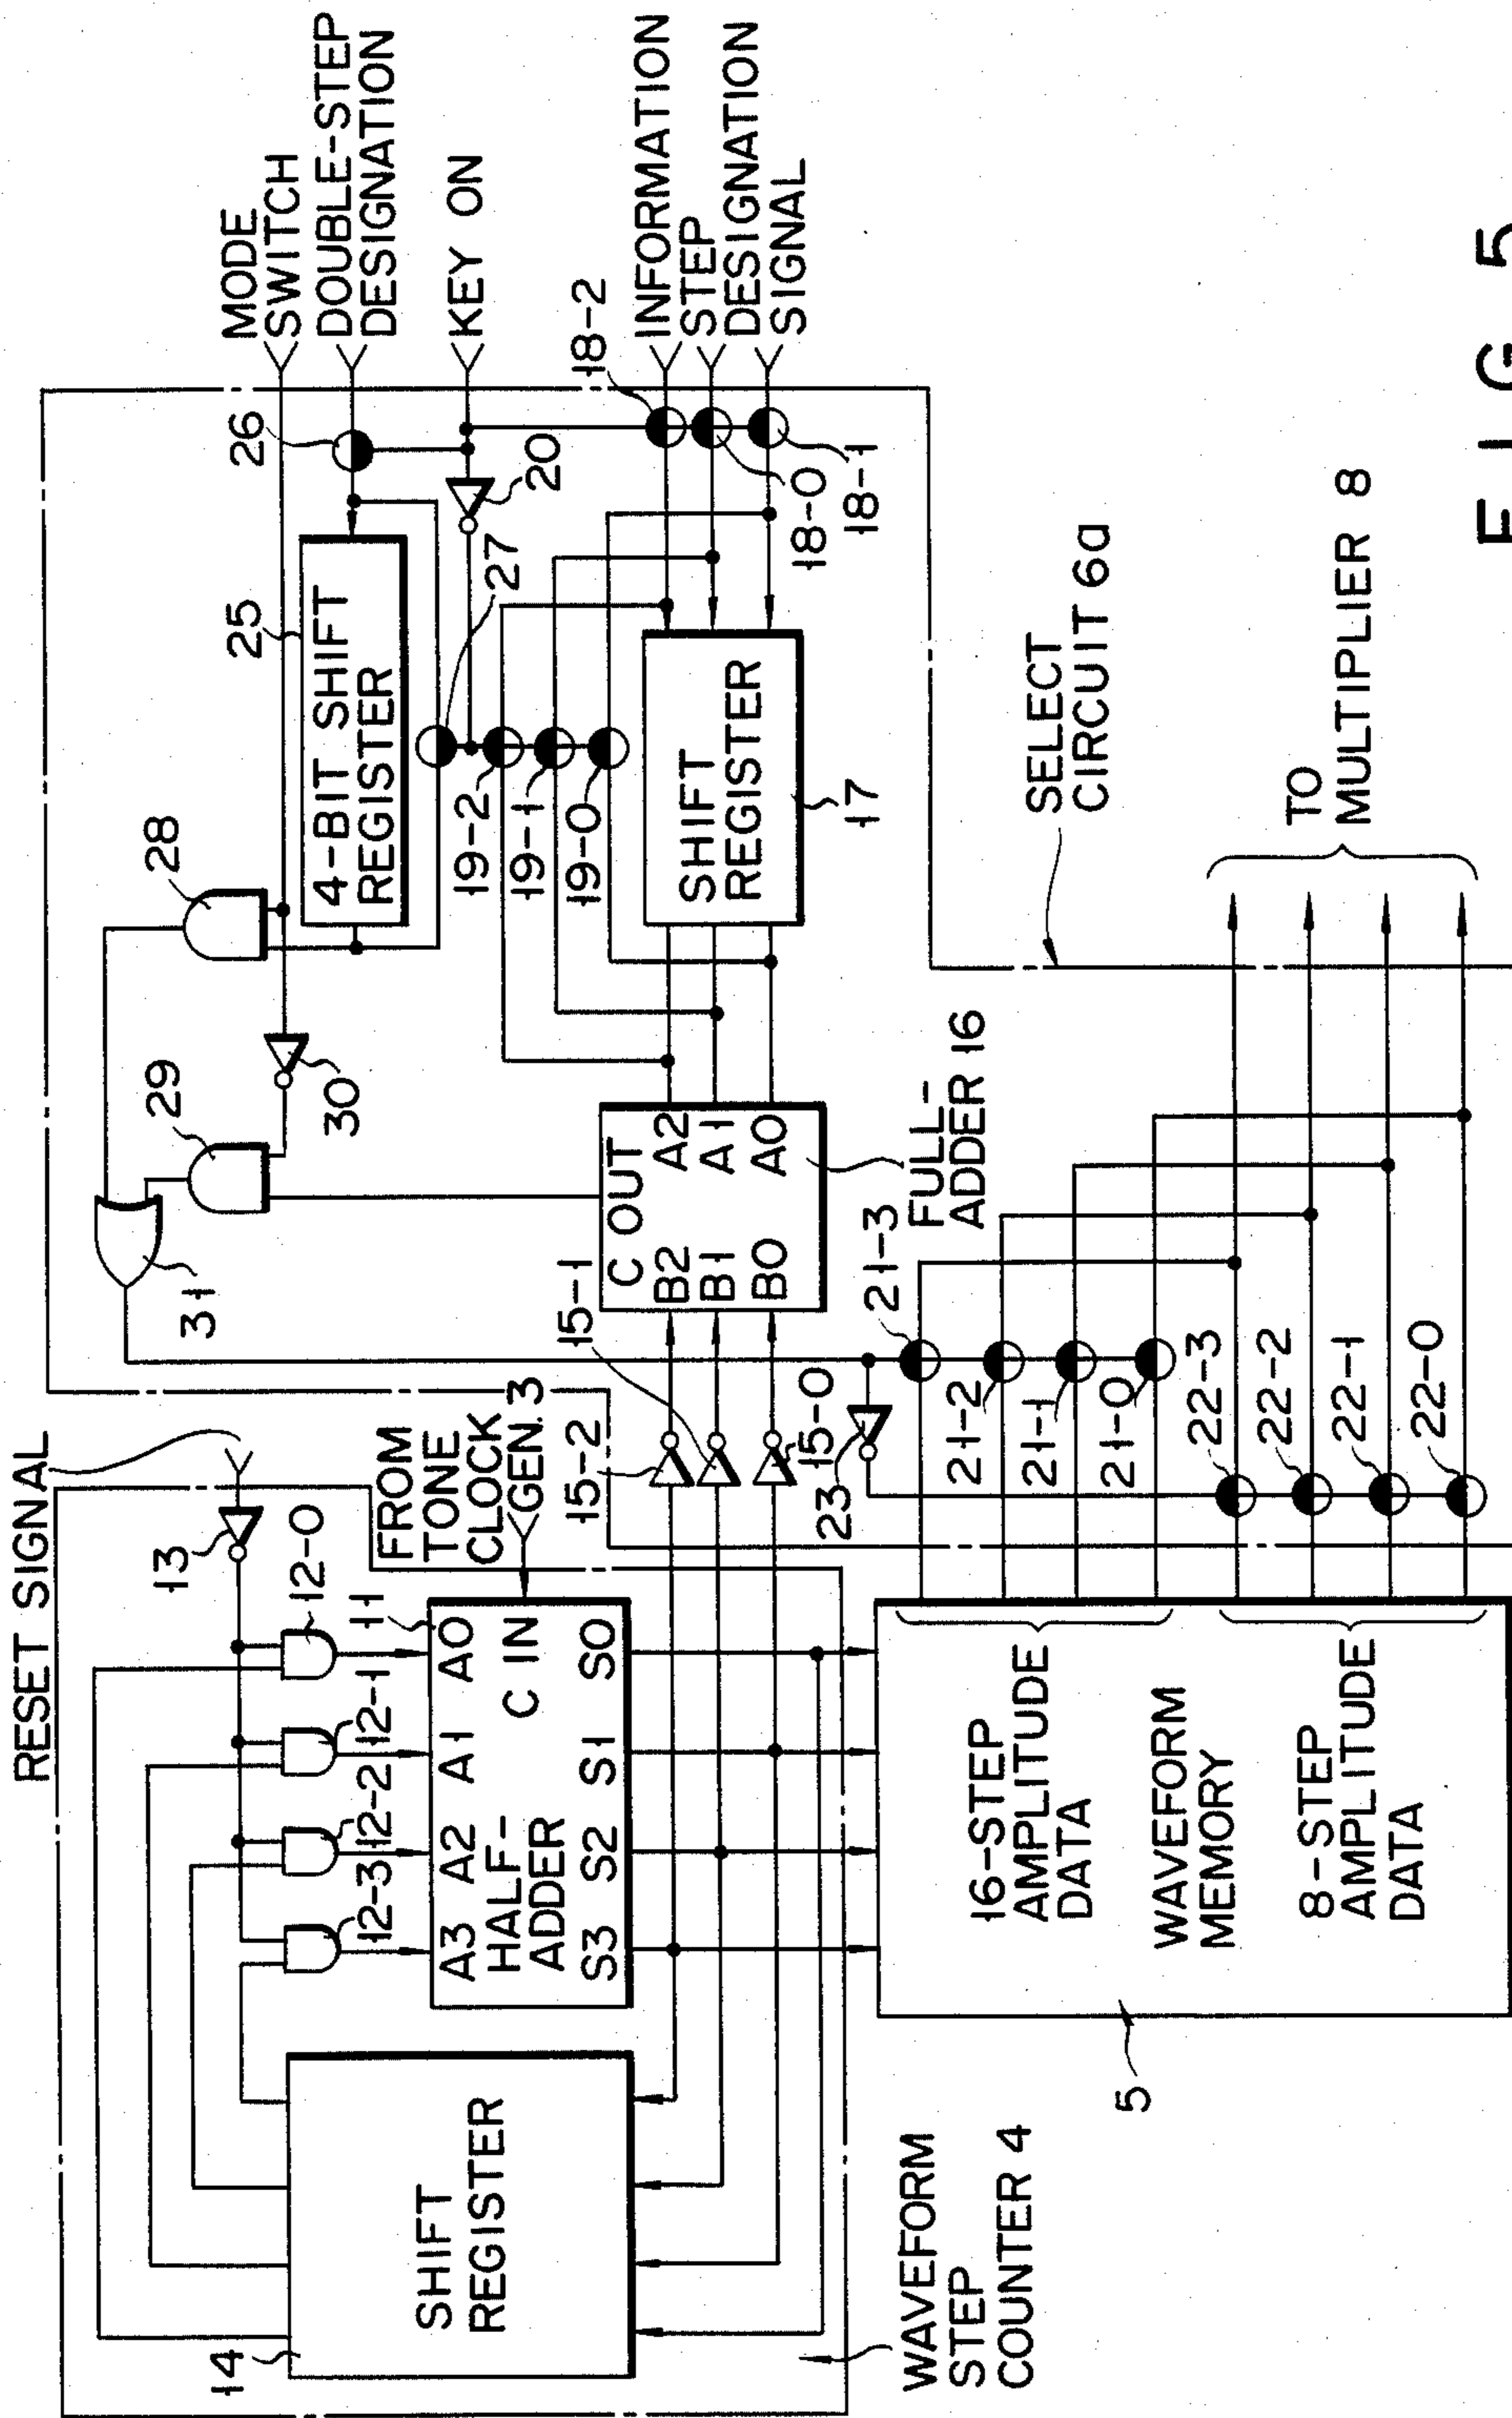 RESET SIGNAL
MODE
SWITCH
DOUBLE-STEP
DESIGNATION
KEY ON
INFORMATION
STEP
DESIGNATION
SIGNAL
31
29
28
30
25
4-BIT SHIFT
REGISTER
26
27
20
19-2
19-1
19-0
18-2
18-0
18-1
SHIFT
REGISTER
17
C OUT
B2
A2
B1
A1
B0
A0
FULL-
ADDER 16
13
12-0
12-1
12-2
12-3
FROM
TONE
CLOCK
GEN. 3
11
A3
A2
A1
A0
HALF-
ADDER
C IN
S3
S2
S1
S0
14
SHIFT
REGISTER
15-2
15-1
15-0
WAVEFORM
STEP
COUNTER 4
5
16-STEP
AMPLITUDE
DATA
WAVEFORM
MEMORY
8-STEP
AMPLITUDE
DATA
23
21-3
21-2
21-1
21-0
22-3
22-2
22-1
22-0
SELECT
CIRCUIT 6a
TO
MULTIPLIER 8
FIG. 5